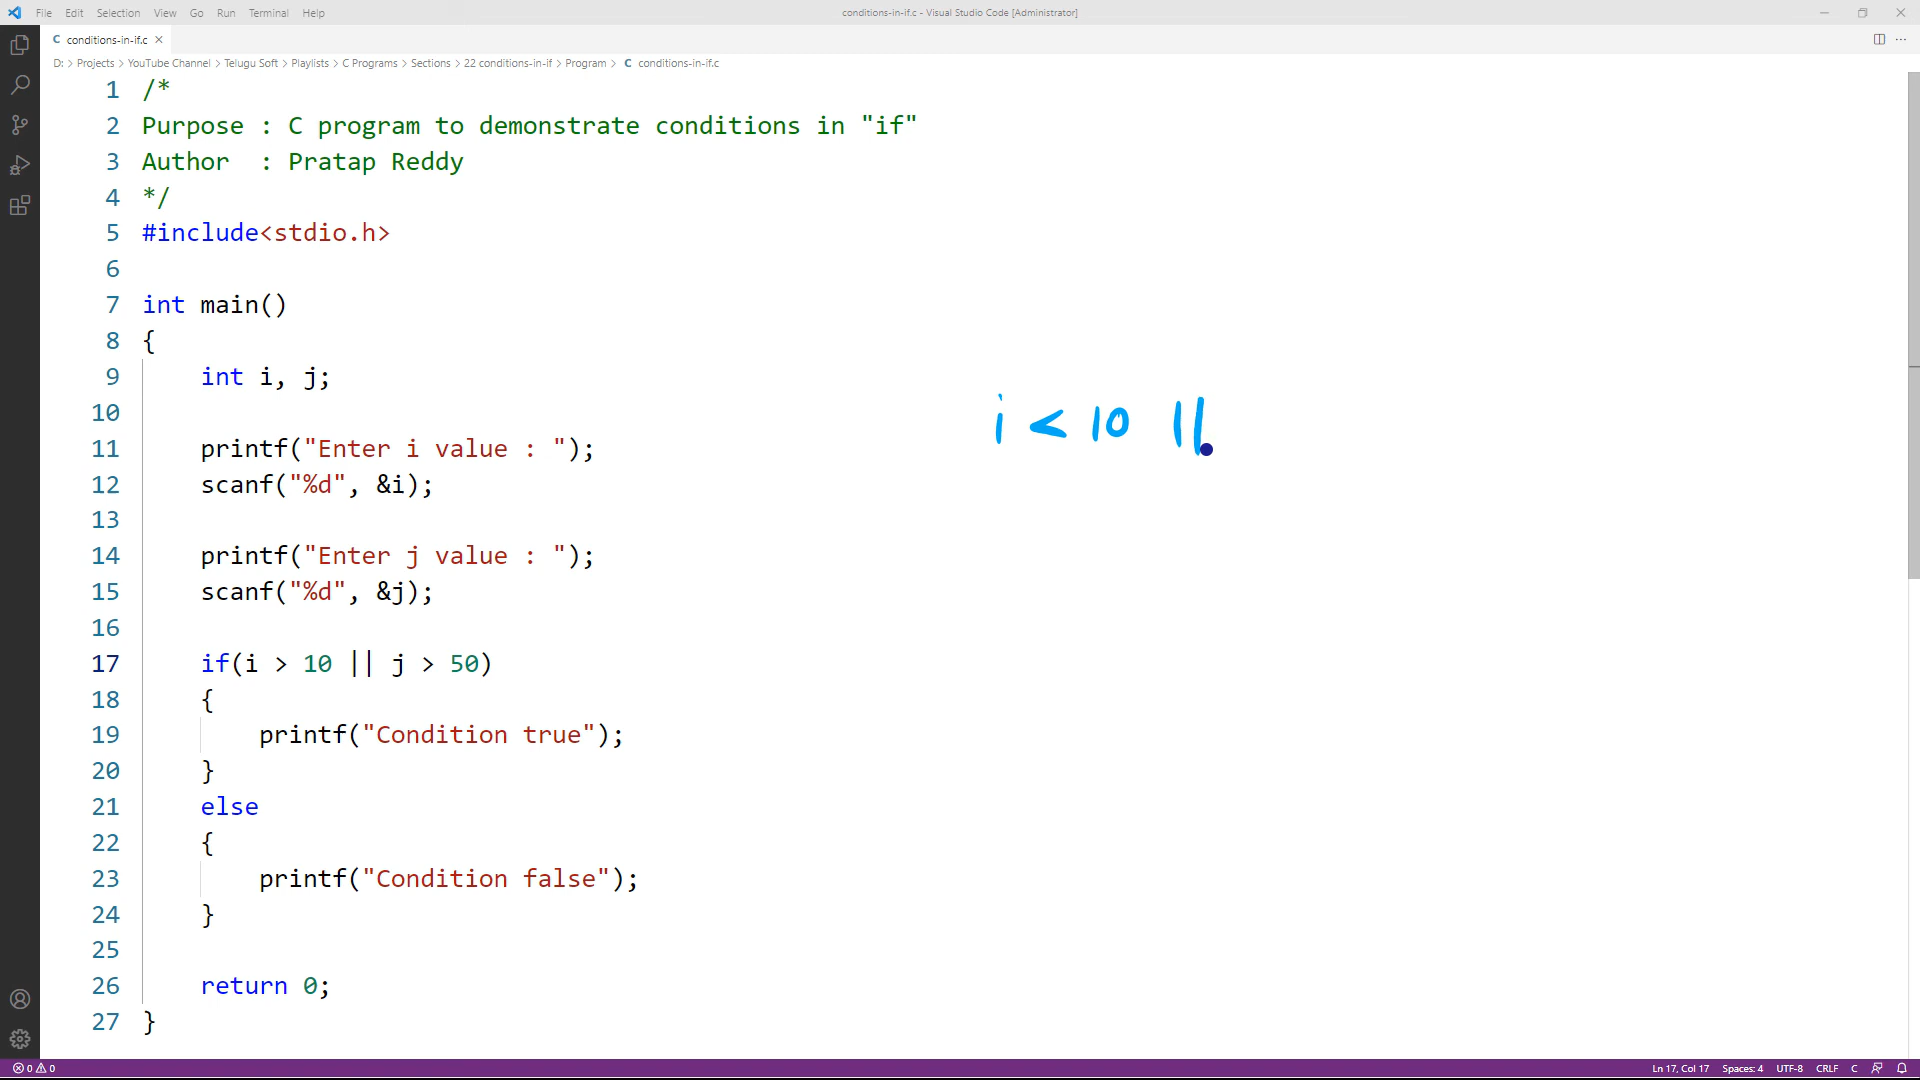 File Edit Selection View Go Run Terminal Help conditions-in-if.c - Visual Studio Code [Administrator]
C conditions-in-if.c
D: > Projects > YouTube Channel > Telugu Soft > Playlists > C Programs > Sections > 22 conditions-in-if > Program > C conditions-in-if.c
1 /*
2 Purpose : C program to demonstrate conditions in "if"
3 Author : Pratap Reddy
4 */
5 #include<stdio.h>
6
7 int main()
8 {
9 int i, j;
10
i < 10 ||
11 printf("Enter i value : ");
12 scanf("%d", &i);
13
14 printf("Enter j value : ");
15 scanf("%d", &j);
16
17 if(i > 10 || j > 50)
18 {
19 printf("Condition true");
20 }
21 else
22 {
23 printf("Condition false");
24 }
25
26 return 0;
27 }
0 0 Ln 17, Col 17 Spaces: 4 UTF-8 CRLF C